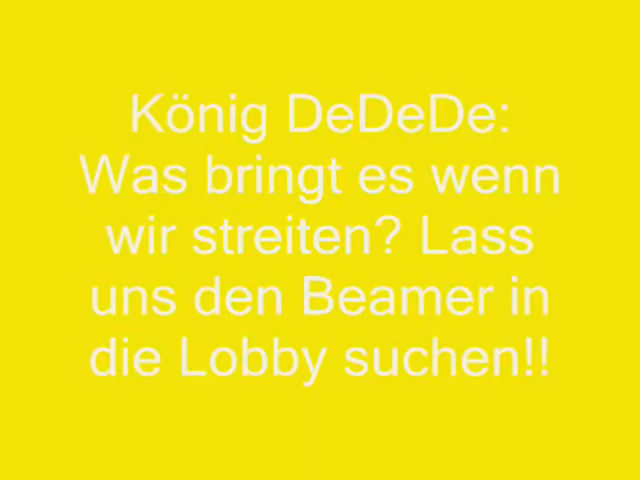 König DeDeDe:
Was bringt es wenn
wir streiten? Lass
uns den Beamer in
die Lobby suchen!!